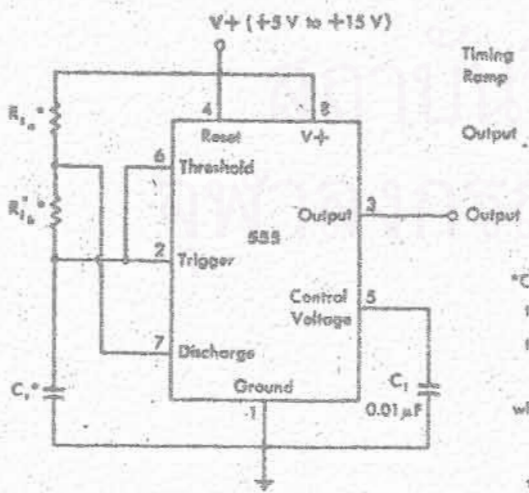 V+ (+5 V to +15 V)
Timing
Ramp
4
8
Reset
V+
6
Threshold
Output
Output
3
Output
555
2
Trigger
Control
Voltage
5
7
Discharge
Ground
1
C₁
0.01 μF